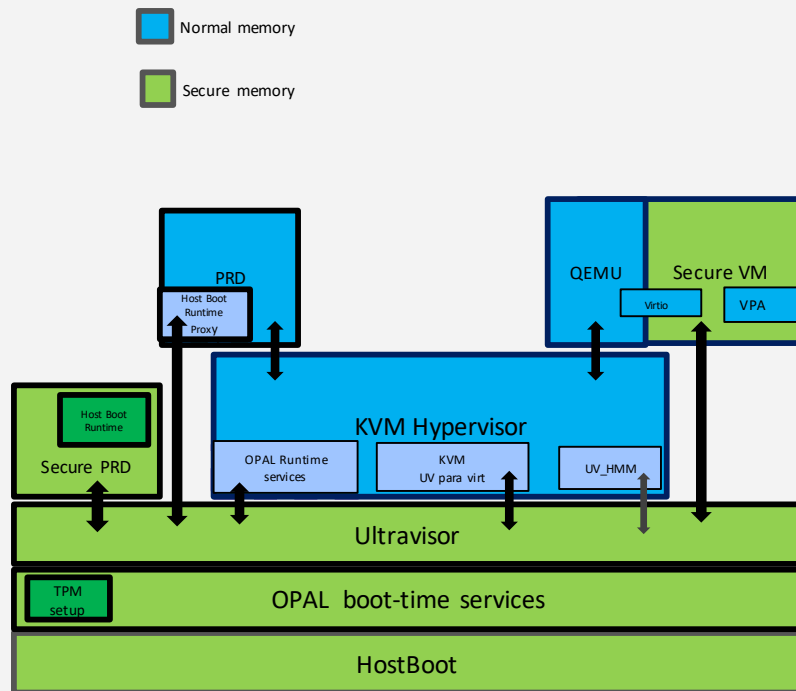 Normal memory
Secure memory
PRD
Host Boot
Runtime
Proxy
QEMU
Secure VM
Virtio
VPA
Host Boot
Runtime
Secure PRD
KVM Hypervisor
OPAL Runtime
services
KVM
UV para virt
UV_HMM
Ultravisor
TPM
setup
OPAL boot-time services
HostBoot